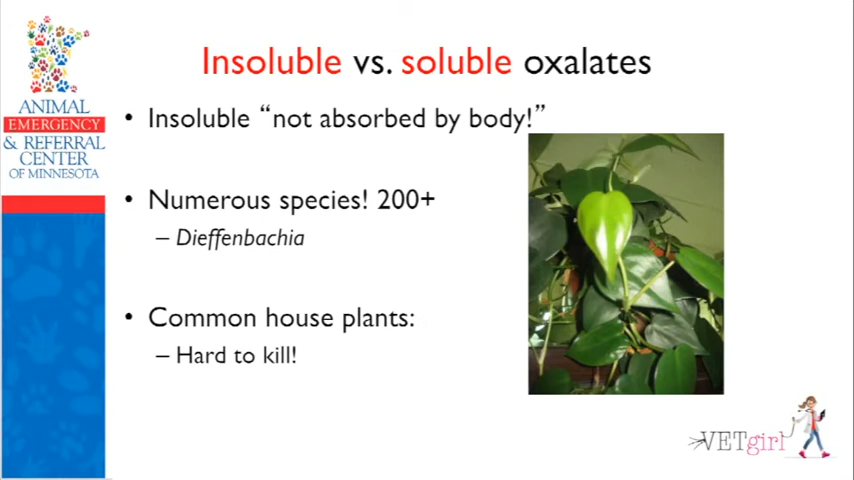 Insoluble vs. soluble oxalates
ANIMAL
EMERGENCY
& REFERRAL
CENTER
OF MINNESOTA
• Insoluble “not absorbed by body!”
• Numerous species! 200+
– Dieffenbachia
• Common house plants:
– Hard to kill!
VETgirl